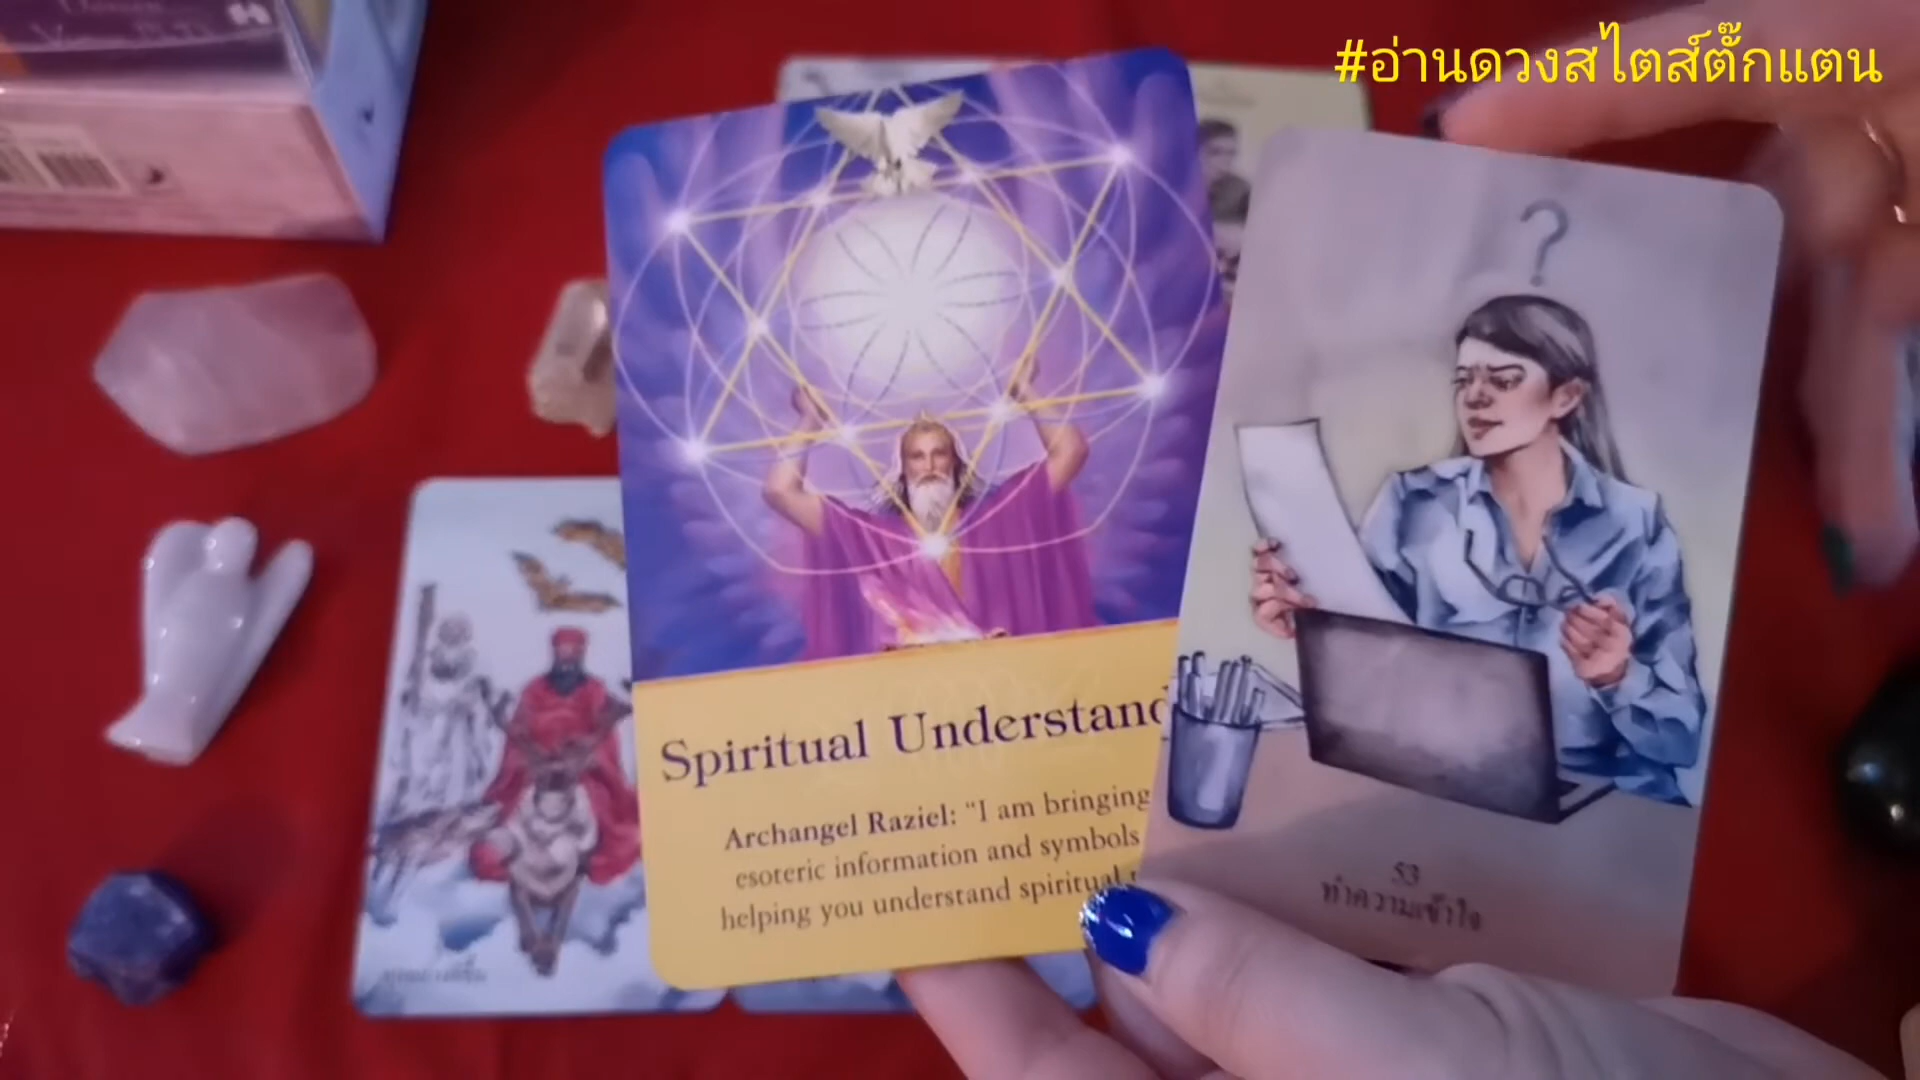 #อ่านดวงสไตส์ตั๊กแตน
Spiritual Understand
Archangel Raziel: “I am bringing
esoteric information and symbols
helping you understand spiritual
53
ทำความเข้าใจ